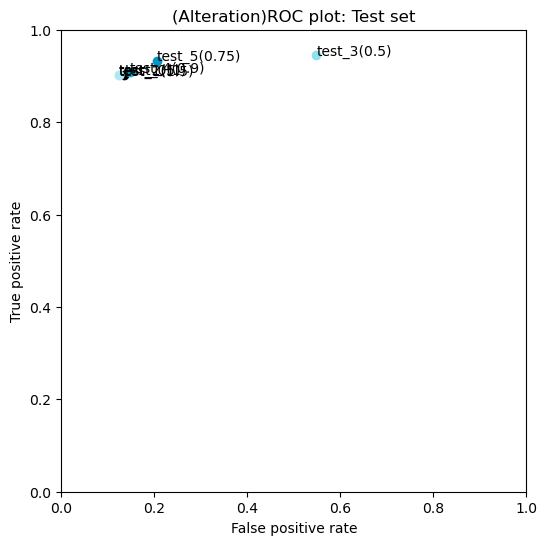 (Alteration)ROC plot: Test set
1.0
test_5(0.75)
test_3(0.5)
0.8
0.6
0.4
0.2
0.0
True positive rate
0.0 0.2 0.4 0.6 0.8 1.0
False positive rate